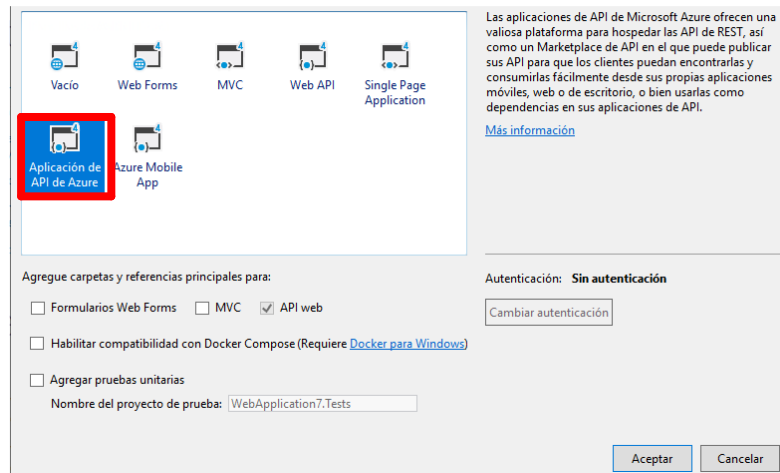 Vacío
Web Forms
MVC
Web API
Single Page
Application
Aplicación de
API de Azure
Azure Mobile
App
Las aplicaciones de API de Microsoft Azure ofrecen una
valiosa plataforma para hospedar las API de REST, así
como un Marketplace de API en el que puede publicar
sus API para que los clientes puedan encontrarlas y
consumirlas fácilmente desde sus propias aplicaciones
móviles, web o de escritorio, o bien usarlas como
dependencias en sus aplicaciones de API.
Más información
Agregue carpetas y referencias principales para:
Formularios Web Forms MVC API web
Habilitar compatibilidad con Docker Compose (Requiere Docker para Windows)
Agregar pruebas unitarias
Nombre del proyecto de prueba: WebApplication7.Tests
Autenticación: Sin autenticación
Cambiar autenticación
Aceptar Cancelar